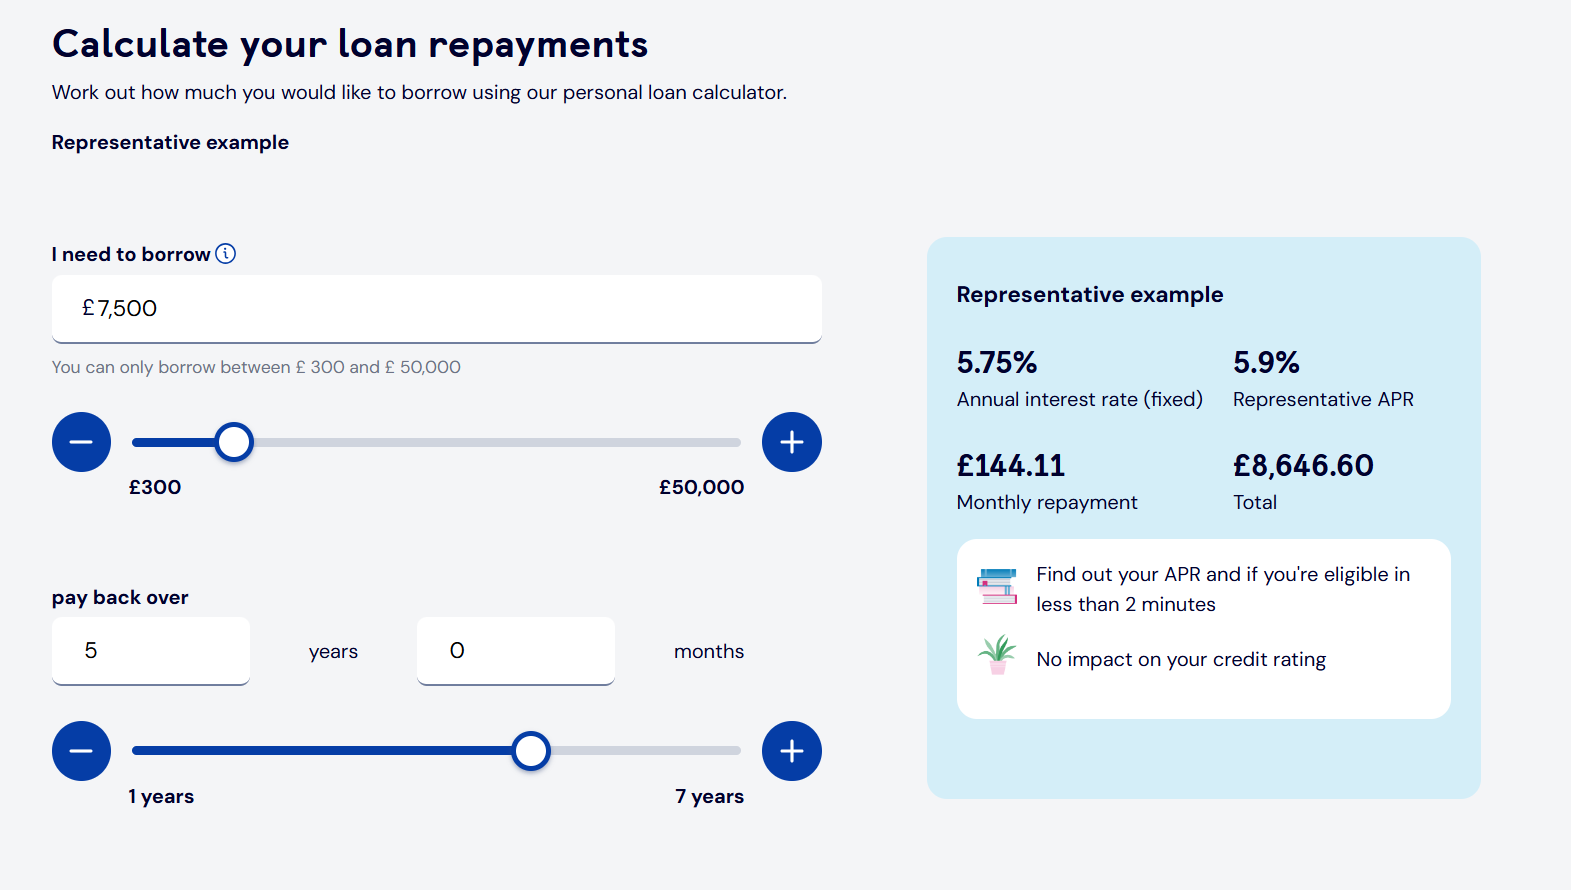 Calculate your loan repayments
Work out how much you would like to borrow using our personal loan calculator.
Representative example
I need to borrow
£ 7,500
You can only borrow between £ 300 and £ 50,000
£300 £50,000
pay back over
5 years 0 months
1 years 7 years
Representative example
5.75% 5.9%
Annual interest rate (fixed) Representative APR
£144.11 £8,646.60
Monthly repayment Total
Find out your APR and if you're eligible in
less than 2 minutes
No impact on your credit rating